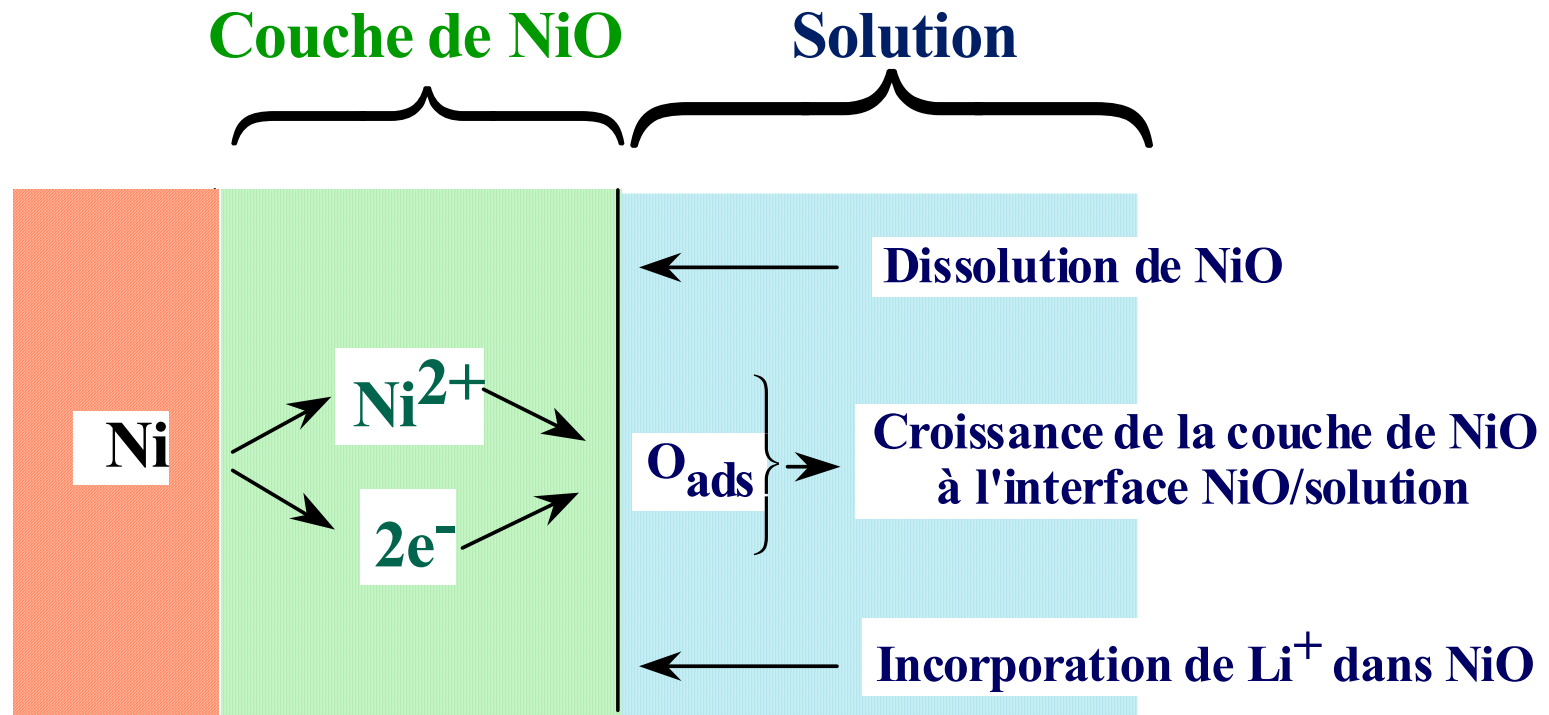 Couche de NiO
Solution
Dissolution de NiO
Ni
Ni²⁺
2e⁻
O_ads
Croissance de la couche de NiO
à l'interface NiO/solution
Incorporation de Li⁺ dans NiO